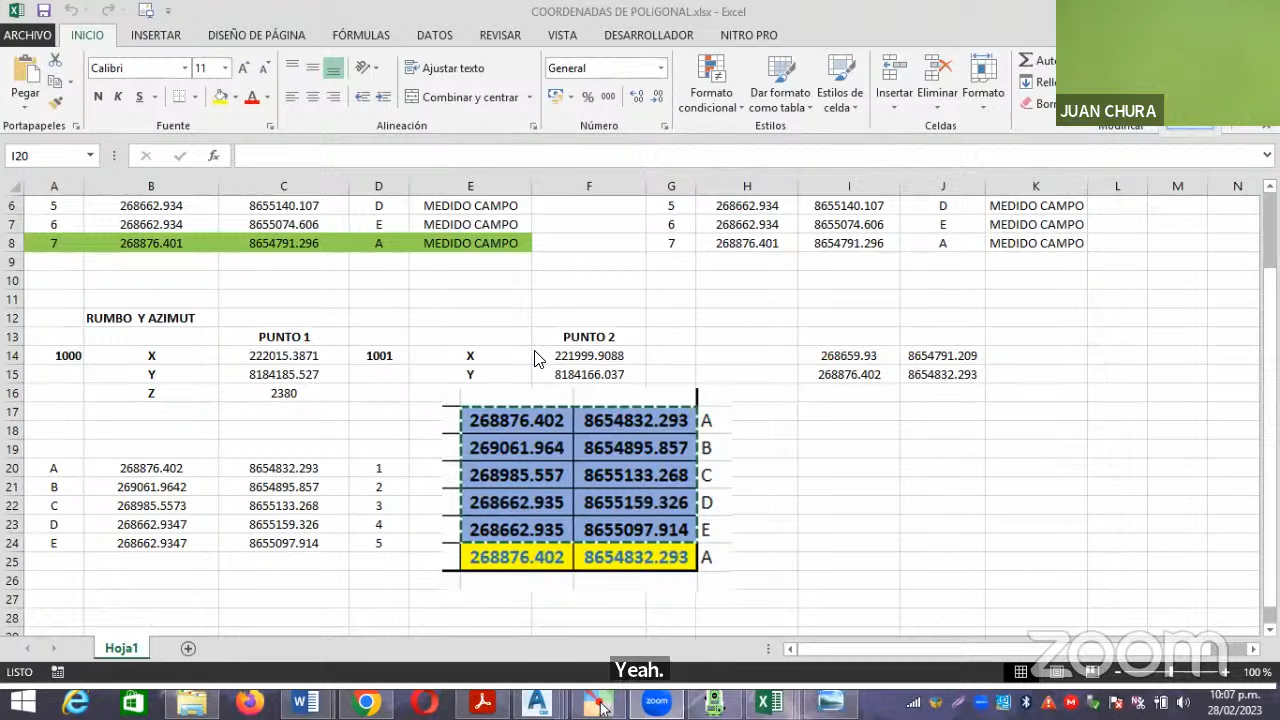 COORDENADAS DE POLIGONAL.xlsx - Excel
ARCHIVO INICIO INSERTAR DISEÑO DE PÁGINA FÓRMULAS DATOS REVISAR VISTA DESARROLLADOR NITRO PRO
Pegar
Calibri 11
N K S
Ajustar texto
Combinar y centrar
General
% 000
Formato condicional
Dar formato como tabla
Estilos de celda
Insertar Eliminar Formato
Portapapeles Fuente Alineación Número Estilos Celdas
JUAN CHURA
I20 fx
A B C D E F G H I J K L M N
6 5 268662.934 8655140.107 D MEDIDO CAMPO 5 268662.934 8655140.107 D MEDIDO CAMPO
7 6 268662.934 8655074.606 E MEDIDO CAMPO 6 268662.934 8655074.606 E MEDIDO CAMPO
8 7 268876.401 8654791.296 A MEDIDO CAMPO 7 268876.401 8654791.296 A MEDIDO CAMPO
9
10
11
12 RUMBO Y AZIMUT
13 PUNTO 1 PUNTO 2
14 1000 X 222015.3871 1001 X 221999.9088 268659.93 8654791.209
15 Y 8184185.527 Y 8184166.037 268876.402 8654832.293
16 Z 2380
17
18
19
20 A 268876.402 8654832.293 1
21 B 269061.9642 8654895.857 2
22 C 268985.5573 8655133.268 3
23 D 268662.9347 8655159.326 4
24 E 268662.9347 8655097.914 5
25
26
27
28
268876.402 8654832.293 A
269061.964 8654895.857 B
268985.557 8655133.268 C
268662.935 8655159.326 D
268662.935 8655097.914 E
268876.402 8654832.293 A
Hoja1
zoom
Yeah.
LISTO 100 %
zoom
10:07 p.m.
28/02/2023